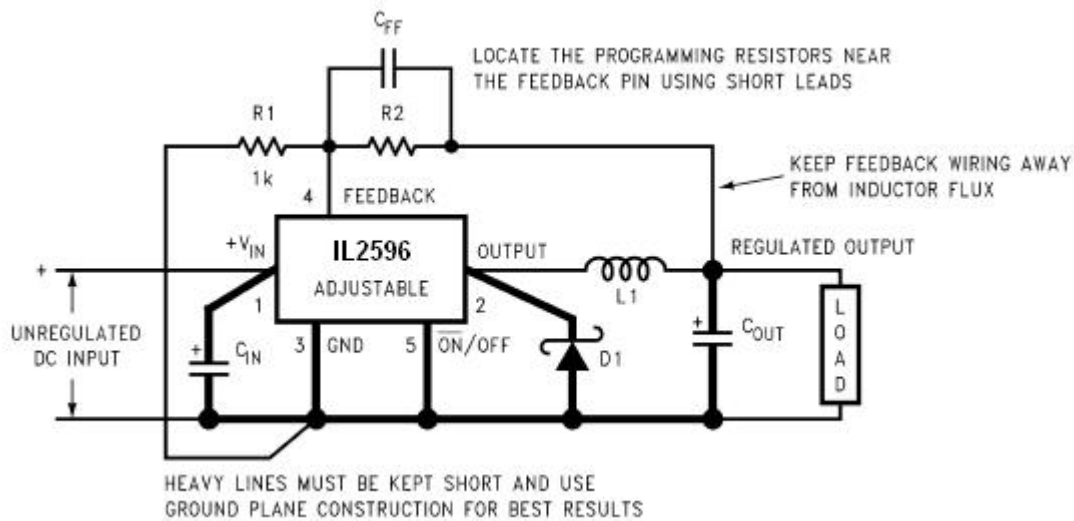 CFF
LOCATE THE PROGRAMMING RESISTORS NEAR
THE FEEDBACK PIN USING SHORT LEADS
R1
R2
1k
KEEP FEEDBACK WIRING AWAY
FROM INDUCTOR FLUX
4
FEEDBACK
+VIN
IL2596
ADJUSTABLE
OUTPUT
REGULATED OUTPUT
+
1
2
L1
UNREGULATED
DC INPUT
+
CIN
3
GND
5
ON/OFF
D1
+
COUT
LOAD
HEAVY LINES MUST BE KEPT SHORT AND USE
GROUND PLANE CONSTRUCTION FOR BEST RESULTS